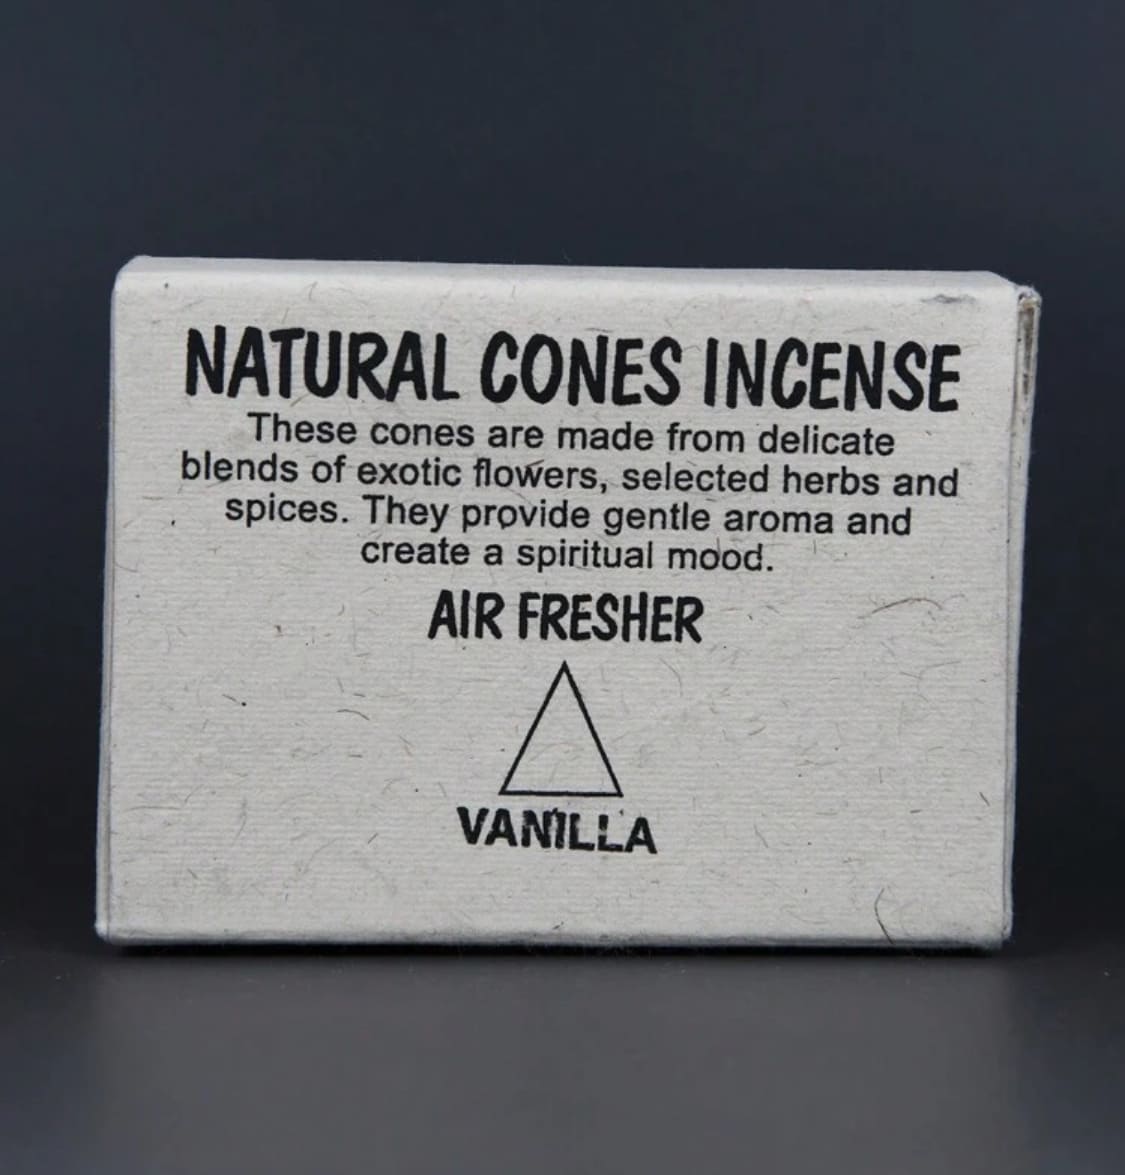 NATURAL CONES INCENSE
These cones are made from delicate
blends of exotic flowers, selected herbs and
spices. They provide gentle aroma and
create a spiritual mood.
AIR FRESHER
VANILLA